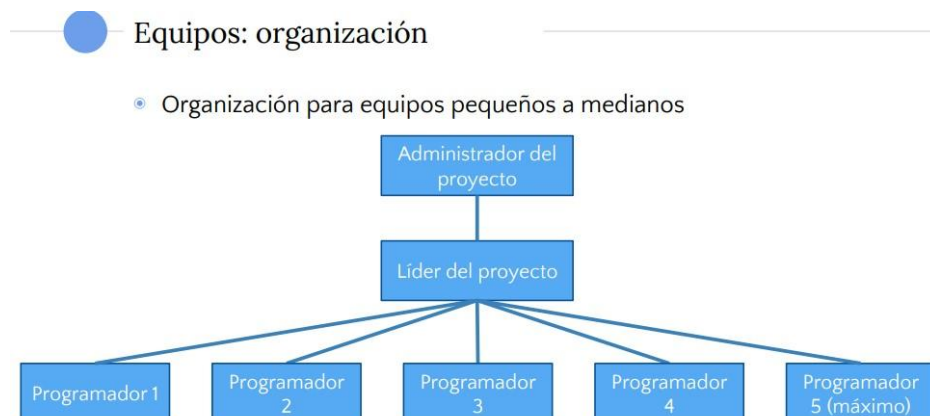 Equipos: organización
Organización para equipos pequeños a medianos
Administrador del
proyecto
Líder del proyecto
Programador 1
Programador
2
Programador
3
Programador
4
Programador
5 (máximo)